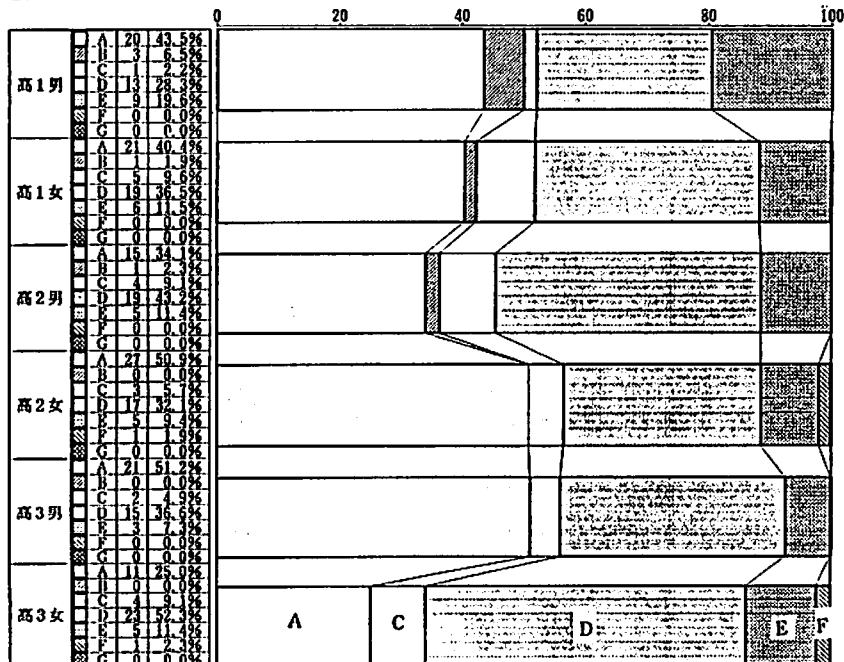 0 20 40 60 80 100
高1男
A 20 43.5%
B 3 6.5%
C 1 2.2%
D 13 28.3%
E 9 19.6%
F 0 0.0%
G 0 0.0%
高1女
A 21 40.4%
B 1 1.9%
C 5 9.6%
D 19 36.5%
E 6 11.5%
F 0 0.0%
G 0 0.0%
高2男
A 15 34.1%
B 1 2.3%
C 4 9.1%
D 19 43.2%
E 5 11.4%
F 0 0.0%
G 0 0.0%
高2女
A 27 50.9%
B 0 0.0%
C 3 5.7%
D 17 32.1%
E 5 9.4%
F 1 1.9%
G 0 0.0%
高3男
A 21 51.2%
B 0 0.0%
C 2 4.9%
D 15 36.6%
E 3 7.3%
F 0 0.0%
G 0 0.0%
高3女
A 11 25.0%
B 0 0.0%
C 4 9.1%
D 23 52.3%
E 5 11.4%
F 1 2.3%
G 0 0.0%
A C D E F